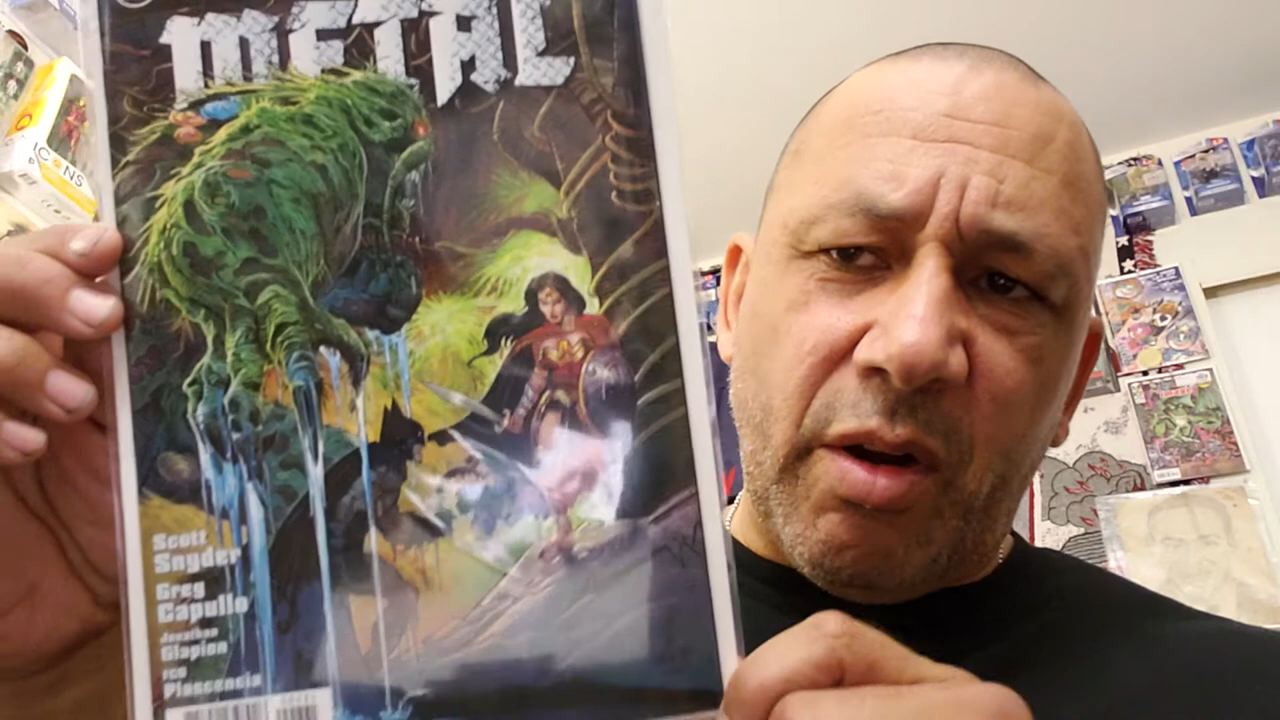 METAL
ICONS
Scott
Snyder
Greg
Capullo
Jonathan
Glapion
FCO
Plascencia